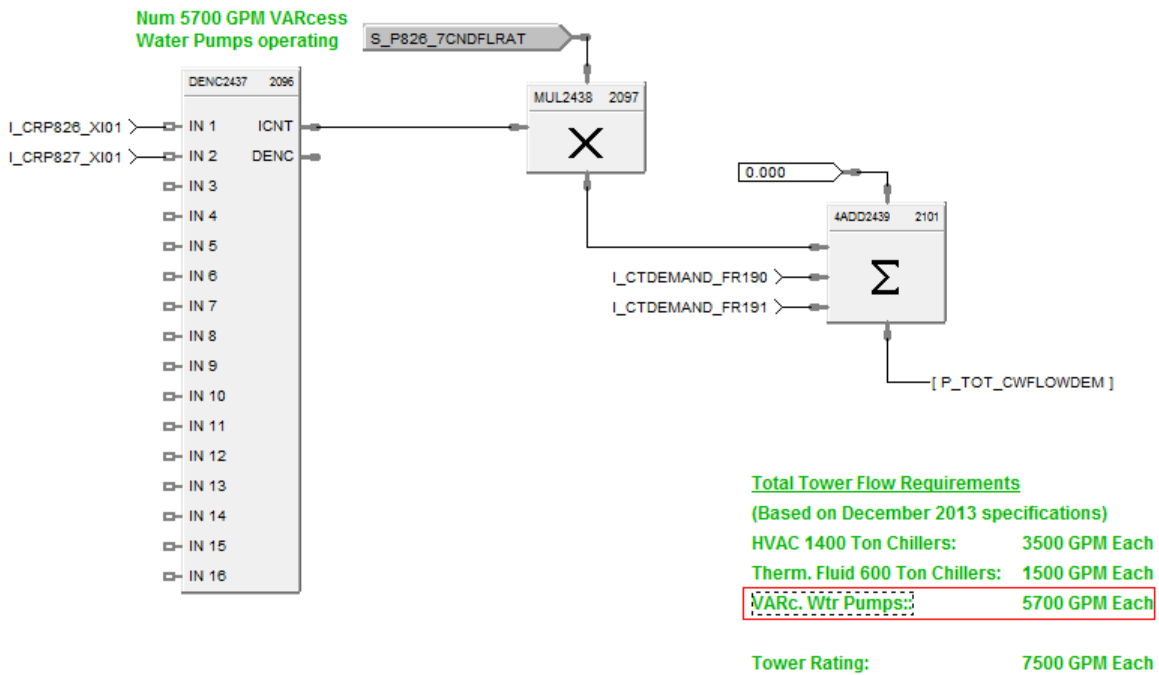 Num 5700 GPM VARcess
Water Pumps operating
S_P826_7CNDFLRAT
DENC2437 2096
MUL2438 2097
I_CRP826_XI01 IN 1 ICNT
X
I_CRP827_XI01 IN 2 DENC
0.000
IN 3
IN 4
4ADD2439 2101
IN 5
IN 6
I_CTDEMAND_FR190
Σ
IN 7
I_CTDEMAND_FR191
IN 8
IN 9
[ P_TOT_CWFLOWDEM ]
IN 10
IN 11
IN 12
IN 13
IN 14
IN 15
IN 16
Total Tower Flow Requirements
(Based on December 2013 specifications)
HVAC 1400 Ton Chillers: 3500 GPM Each
Therm. Fluid 600 Ton Chillers: 1500 GPM Each
VARc. Wtr Pumps:: 5700 GPM Each
Tower Rating: 7500 GPM Each